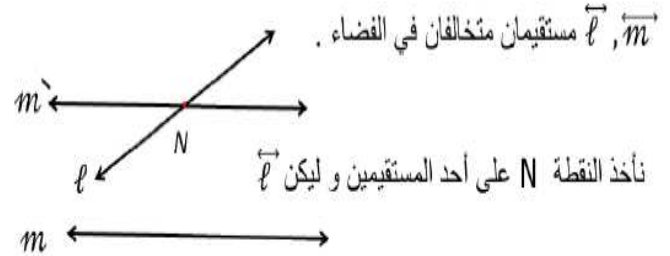 m , ℓ مستقيمان متخالفان في الفضاء .
m`
N
نأخذ النقطة N على أحد المستقيمين و ليكن ℓ
ℓ
m